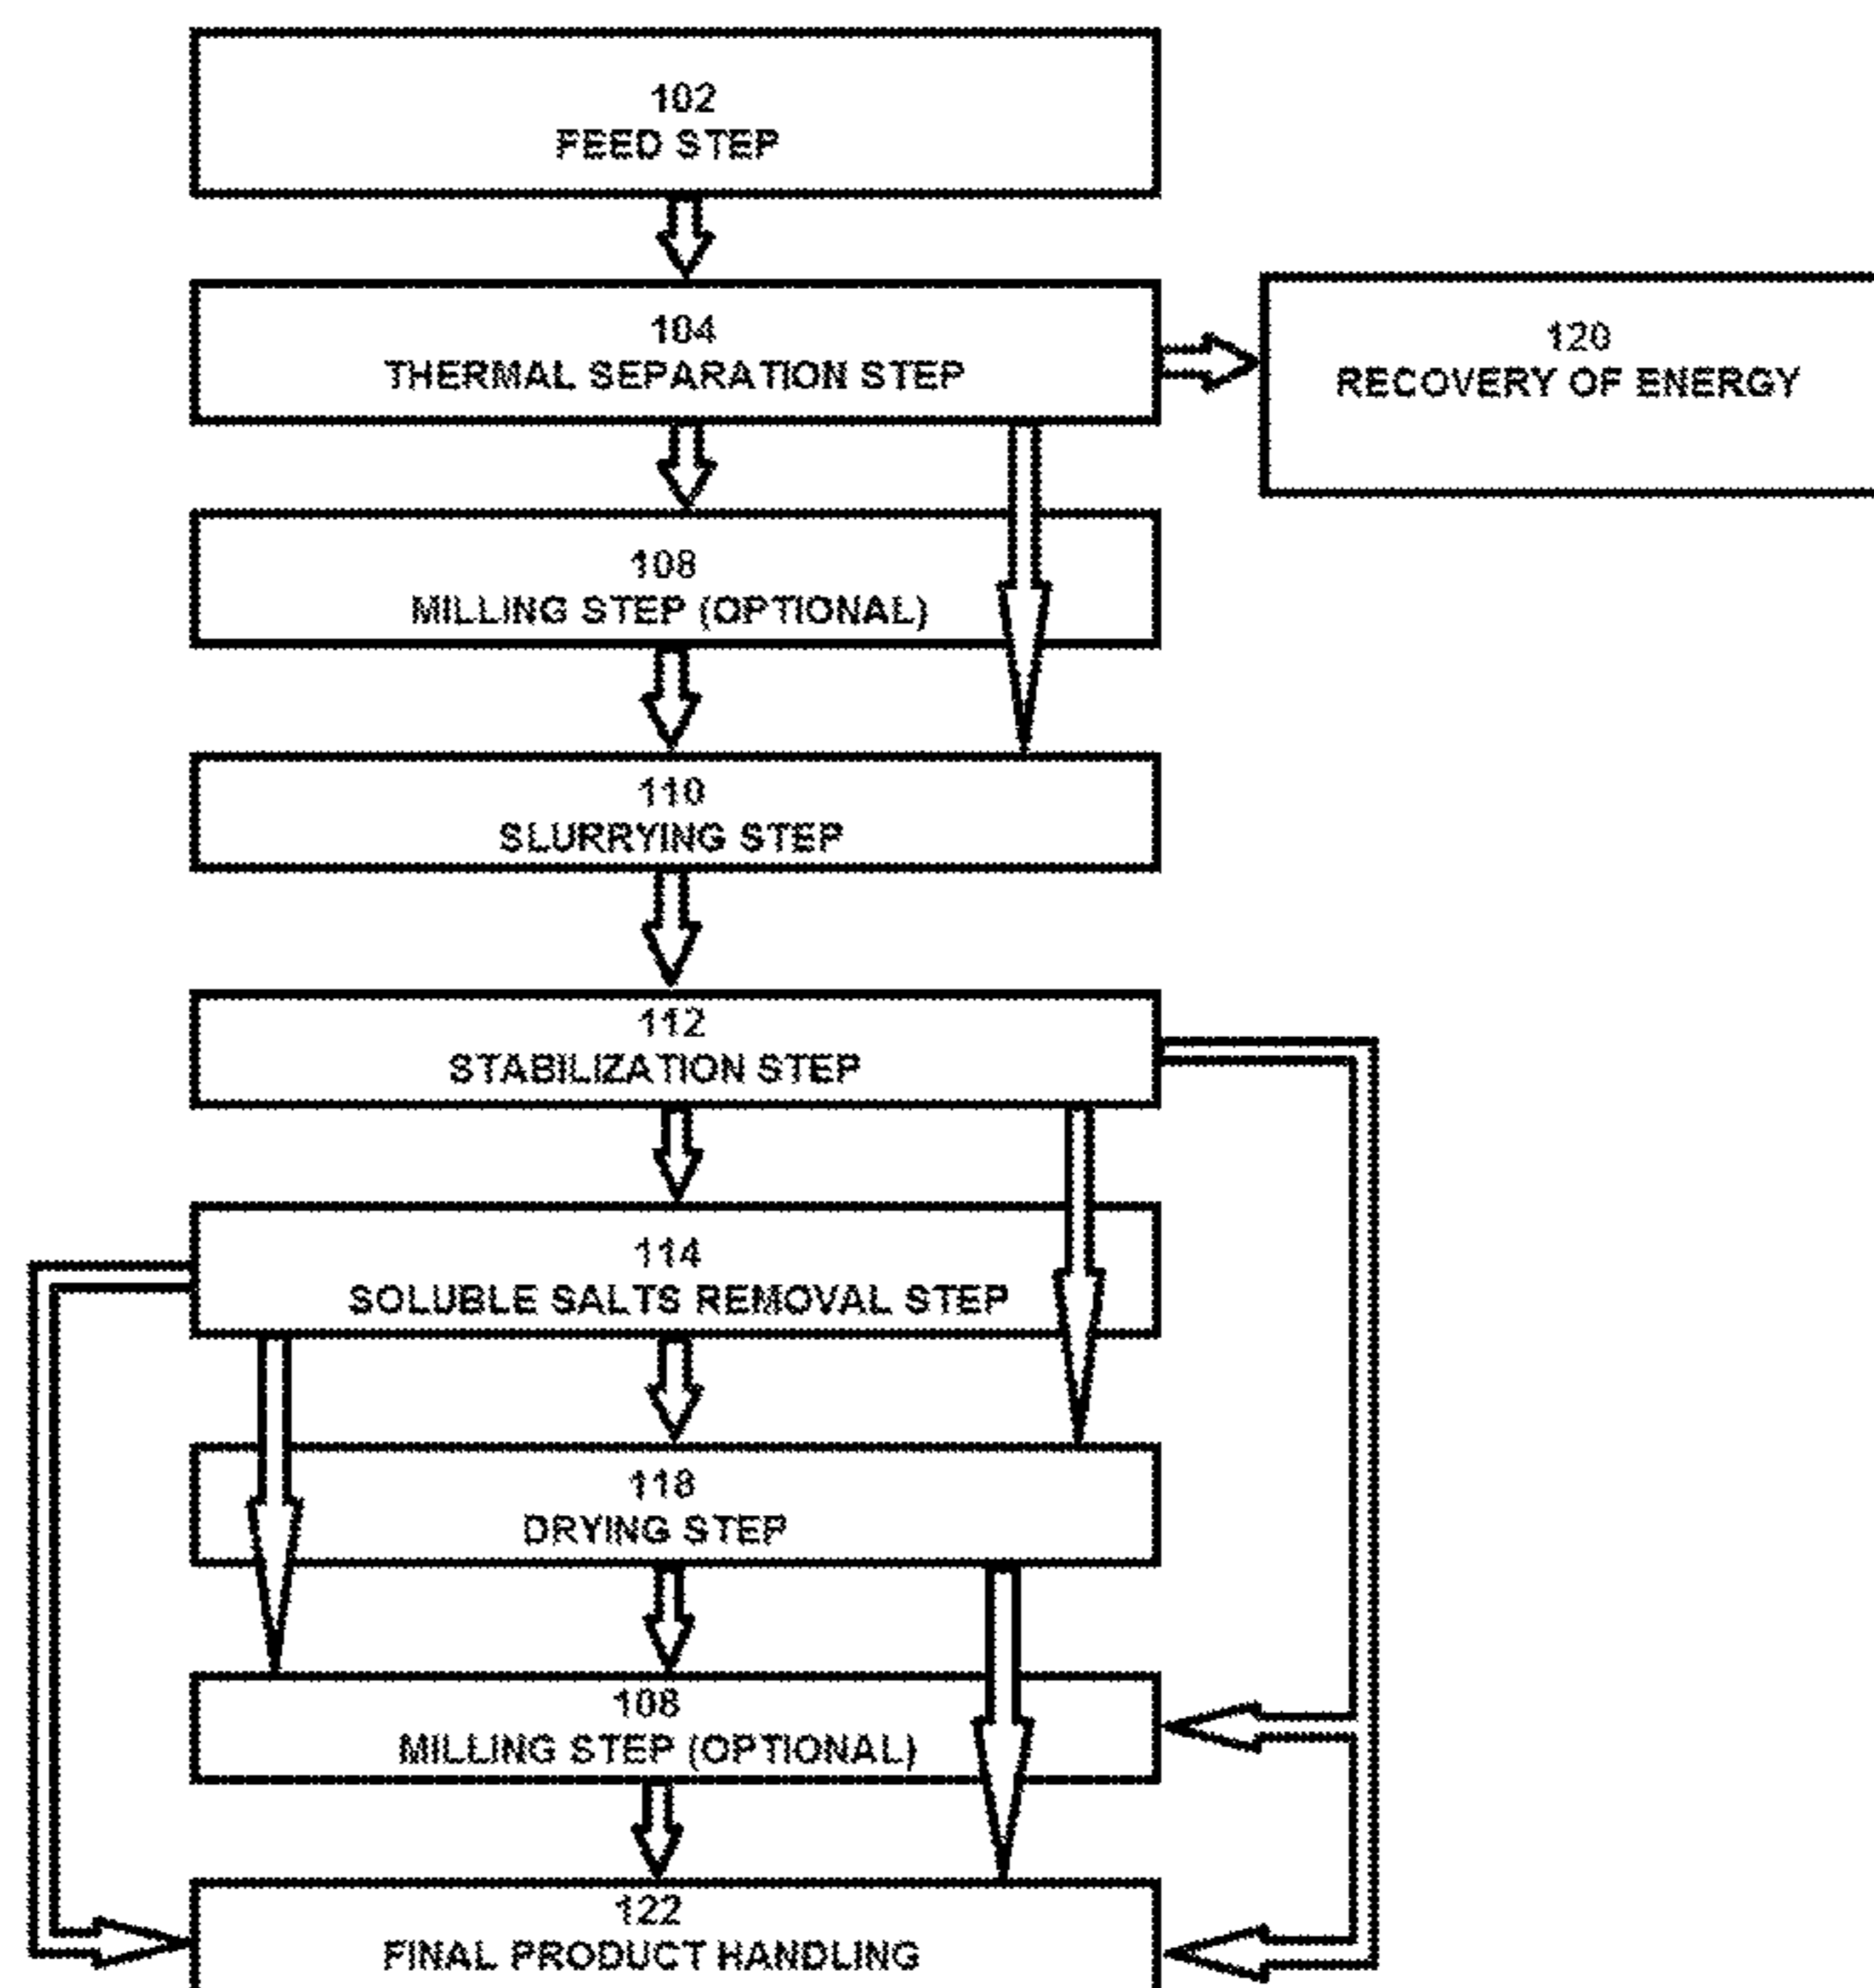 102
FEED STEP
104
THERMAL SEPARATION STEP
120
RECOVERY OF ENERGY
108
MILLING STEP (OPTIONAL)
110
SLURRYING STEP
112
STABILIZATION STEP
114
SOLUBLE SALTS REMOVAL STEP
118
DRYING STEP
108
MILLING STEP (OPTIONAL)
122
FINAL PRODUCT HANDLING